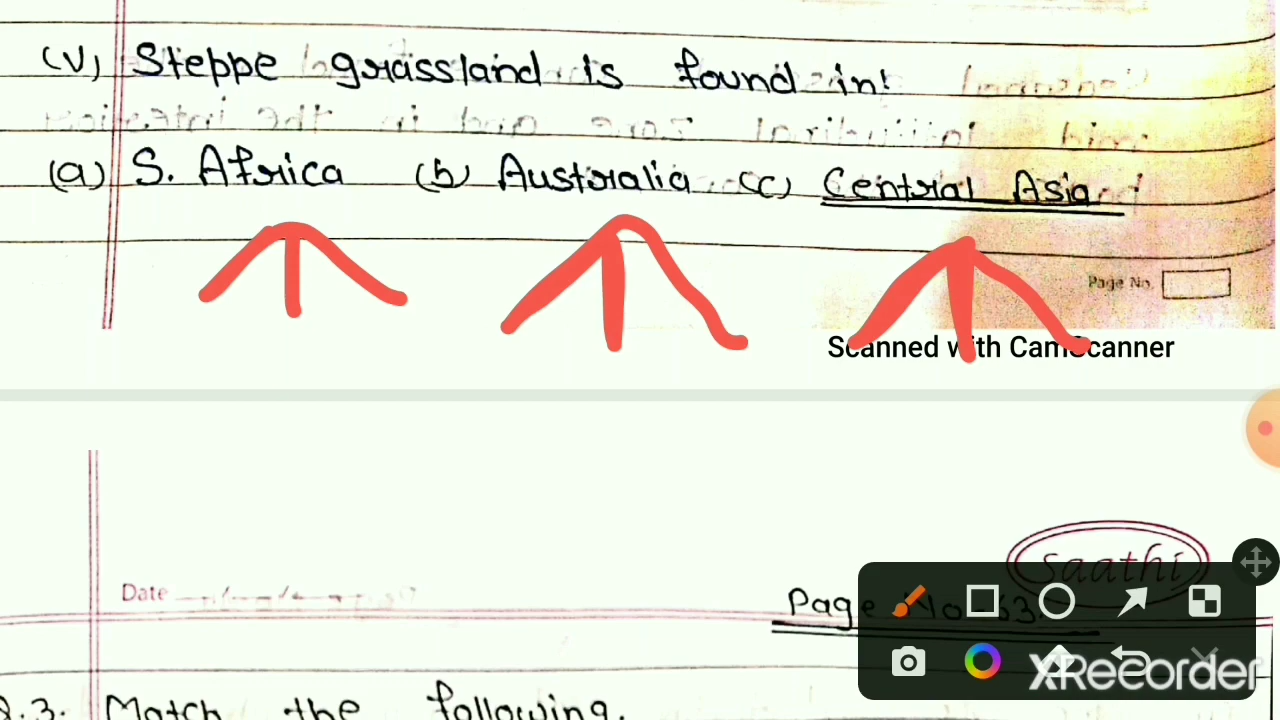 (v) Steppe grassland is found in:
(a) S. Africa (b) Australia (c) Central Asia
Page No.
Scanned with CamScanner
saathi
Date
Page No-63.
Q.3. Match the following.
XRecorder